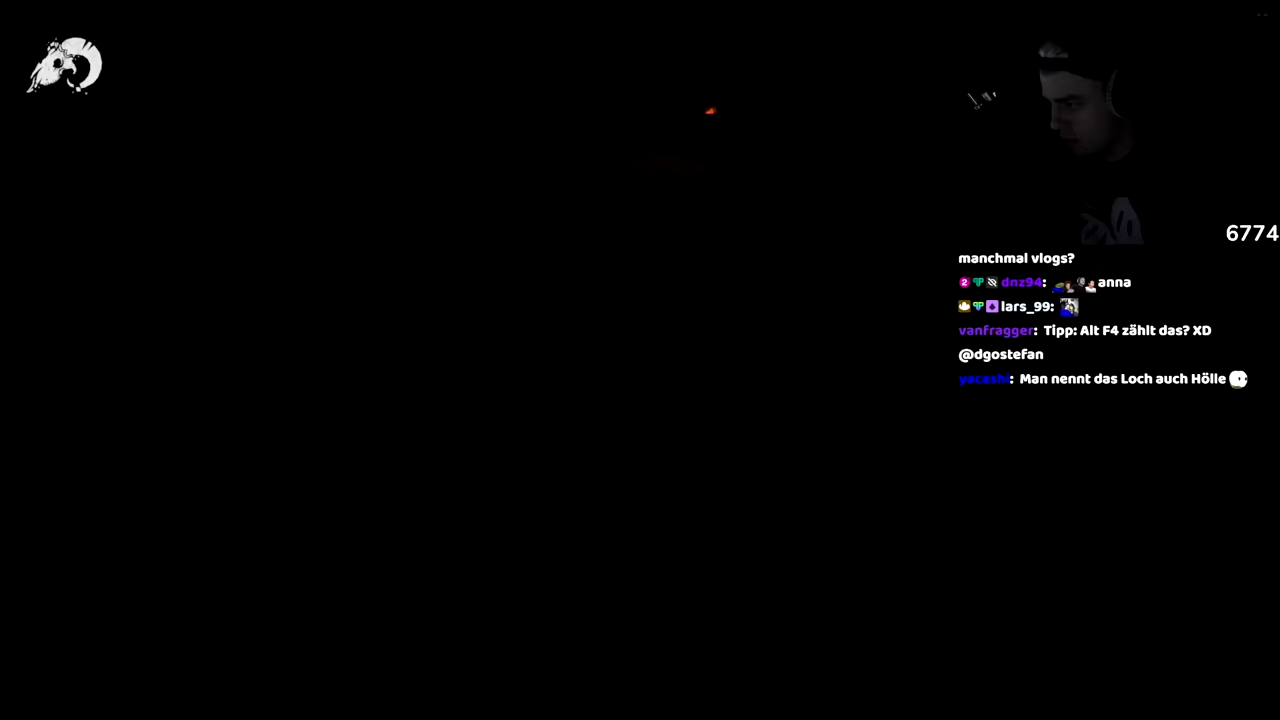 6774
manchmal vlogs?
dnz94: anna
lars_99:
vanfragger: Tipp: Alt F4 zählt das? XD
@dgostefan
yacashi: Man nennt das Loch auch Hölle